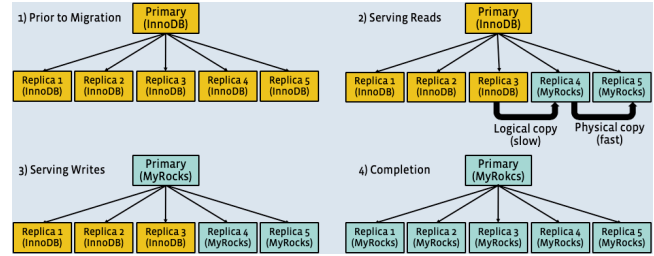 1) Prior to Migration
Primary
(InnoDB)
Replica 1
(InnoDB)
Replica 2
(InnoDB)
Replica 3
(InnoDB)
Replica 4
(InnoDB)
Replica 5
(InnoDB)
2) Serving Reads
Primary
(InnoDB)
Replica 1
(InnoDB)
Replica 2
(InnoDB)
Replica 3
(InnoDB)
Replica 4
(MyRocks)
Replica 5
(MyRocks)
Logical copy
(slow)
Physical copy
(fast)
3) Serving Writes
Primary
(MyRocks)
Replica 1
(InnoDB)
Replica 2
(InnoDB)
Replica 3
(InnoDB)
Replica 4
(MyRocks)
Replica 5
(MyRocks)
4) Completion
Primary
(MyRokcs)
Replica 1
(MyRocks)
Replica 2
(MyRocks)
Replica 3
(MyRocks)
Replica 4
(MyRocks)
Replica 5
(MyRocks)